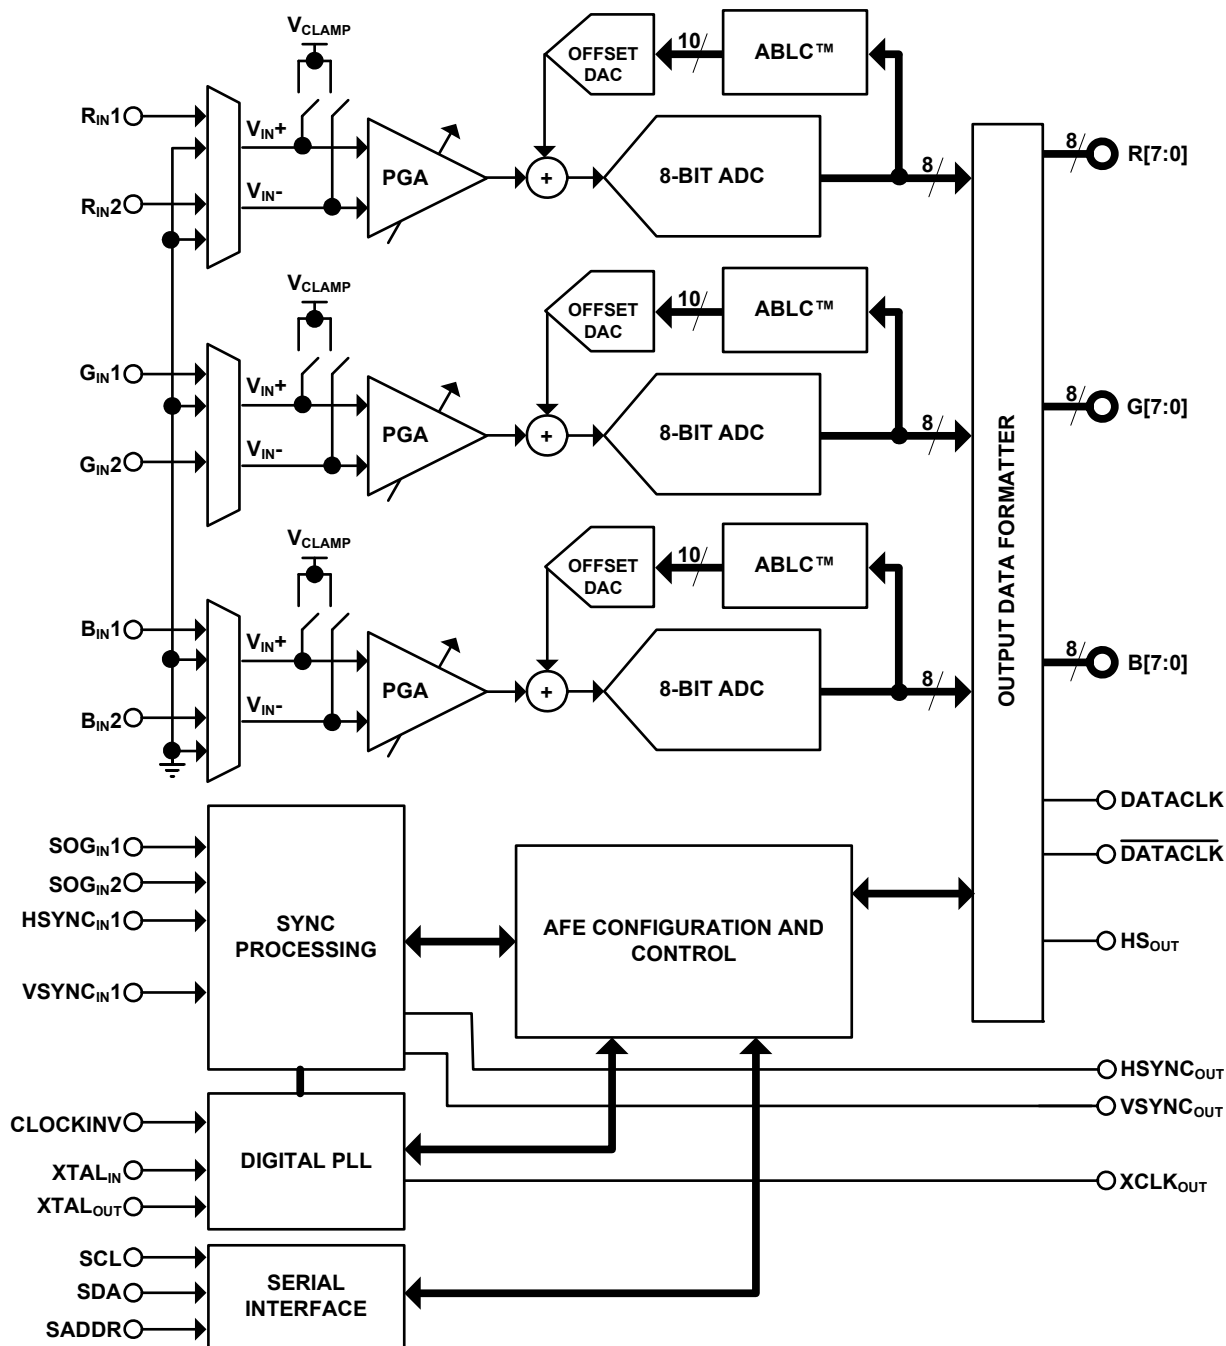 VCLAMP
RIN1
RIN2
VIN+
VIN-
PGA
+
OFFSET
DAC
10
ABLC™
8-BIT ADC
8
8
R[7:0]
VCLAMP
GIN1
GIN2
VIN+
VIN-
PGA
+
OFFSET
DAC
10
ABLC™
8-BIT ADC
8
8
G[7:0]
VCLAMP
BIN1
BIN2
VIN+
VIN-
PGA
+
OFFSET
DAC
10
ABLC™
8-BIT ADC
8
8
B[7:0]
OUTPUT DATA FORMATTER
DATACLK
DATACLK
HSOUT
SOGIN1
SOGIN2
HSYNCIN1
VSYNCIN1
SYNC
PROCESSING
AFE CONFIGURATION AND
CONTROL
HSYNCOUT
VSYNCOUT
CLOCKINV
XTALIN
XTALOUT
DIGITAL PLL
XCLKOUT
SCL
SDA
SADDR
SERIAL
INTERFACE